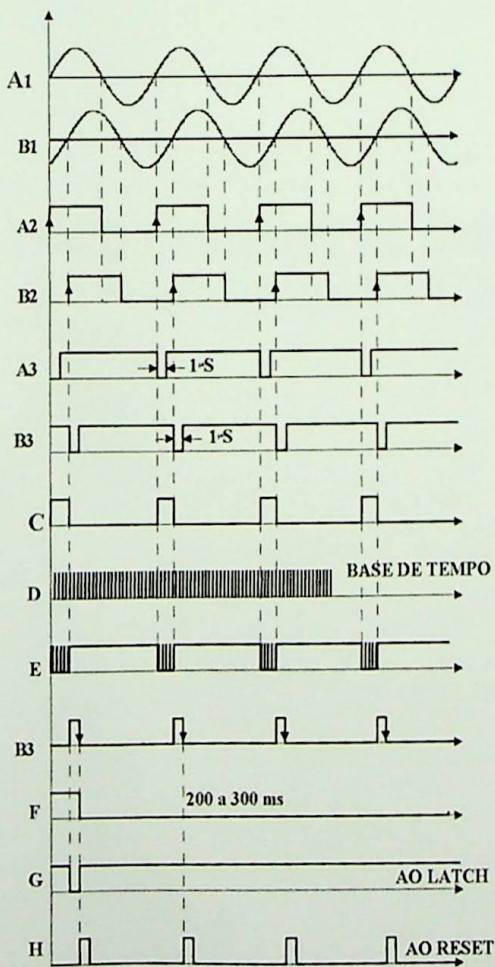 A1
B1
A2
B2
A3
1 S
B3
1 S
C
BASE DE TEMPO
D
E
B3
200 a 300 ms
F
G
AO LATCH
H
AO RESET